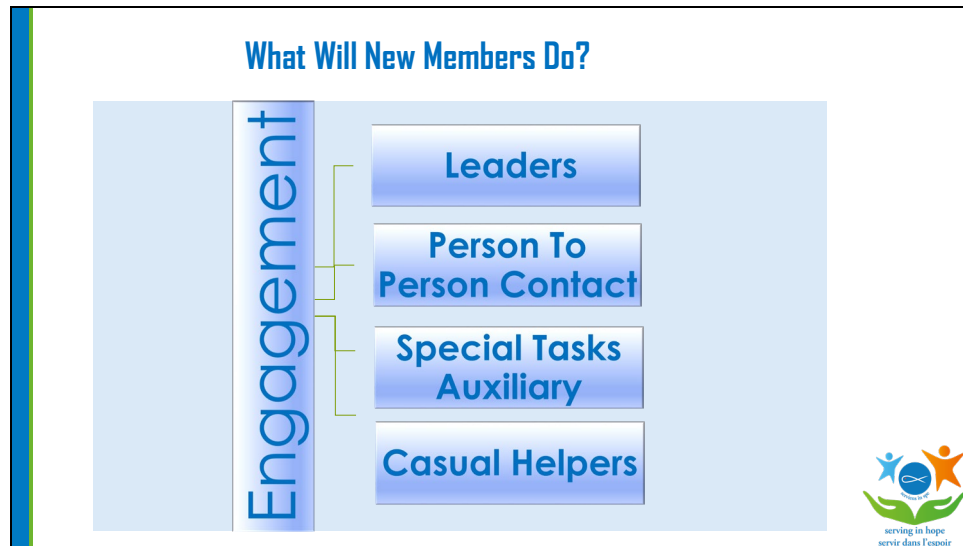 What Will New Members Do?
Engagement
Leaders
Person To
Person Contact
Special Tasks
Auxiliary
Casual Helpers
serving in hope
servir dans l'espoir